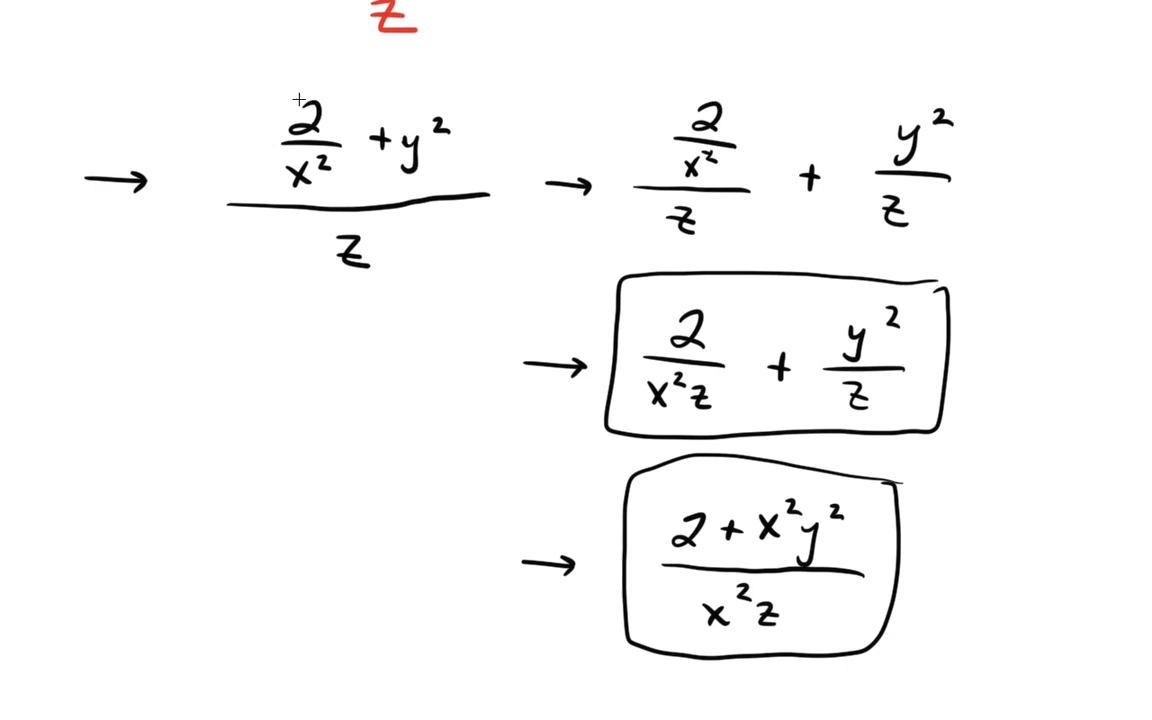 z
→ (2/x² + y²)/z → (2/x²)/z + y²/z
→ 2/(x²z) + y²/z
→ (2 + x²y²)/(x²z)